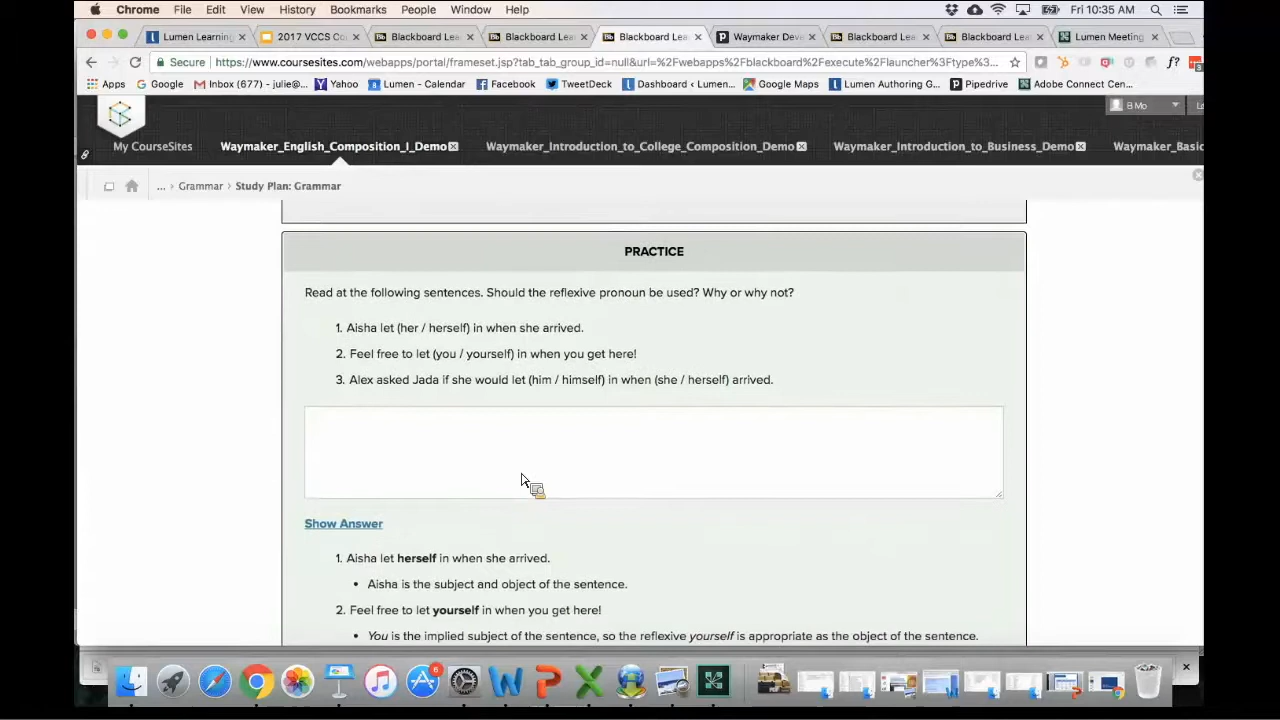 Chrome File Edit View History Bookmarks People Window Help Fri 10:35 AM
Lumen Learning 2017 VCCS Co Blackboard Lea Blackboard Lea Blackboard Lea Waymaker Deve Blackboard Lea Blackboard Lea Lumen Meeting
Secure https://www.coursesites.com/webapps/portal/frameset.jsp?tab_tab_group_id=null&url=%2Fwebapps%2Fblackboard%2Fexecute%2Flauncher%3Ftype%3... f?
Apps Google Inbox (677) - julie@... Yahoo Lumen - Calendar Facebook TweetDeck Dashboard ‹ Lumen... Google Maps Lumen Authoring G... Pipedrive Adobe Connect Cen...
B Mo
My CourseSites Waymaker_English_Composition_I_Demo Waymaker_Introduction_to_College_Composition_Demo Waymaker_Introduction_to_Business_Demo Waymaker_Basic
... › Grammar › Study Plan: Grammar
PRACTICE
Read at the following sentences. Should the reflexive pronoun be used? Why or why not?
1. Aisha let (her / herself) in when she arrived.
2. Feel free to let (you / yourself) in when you get here!
3. Alex asked Jada if she would let (him / himself) in when (she / herself) arrived.
Show Answer
1. Aisha let herself in when she arrived.
• Aisha is the subject and object of the sentence.
2. Feel free to let yourself in when you get here!
• You is the implied subject of the sentence, so the reflexive yourself is appropriate as the object of the sentence.
6